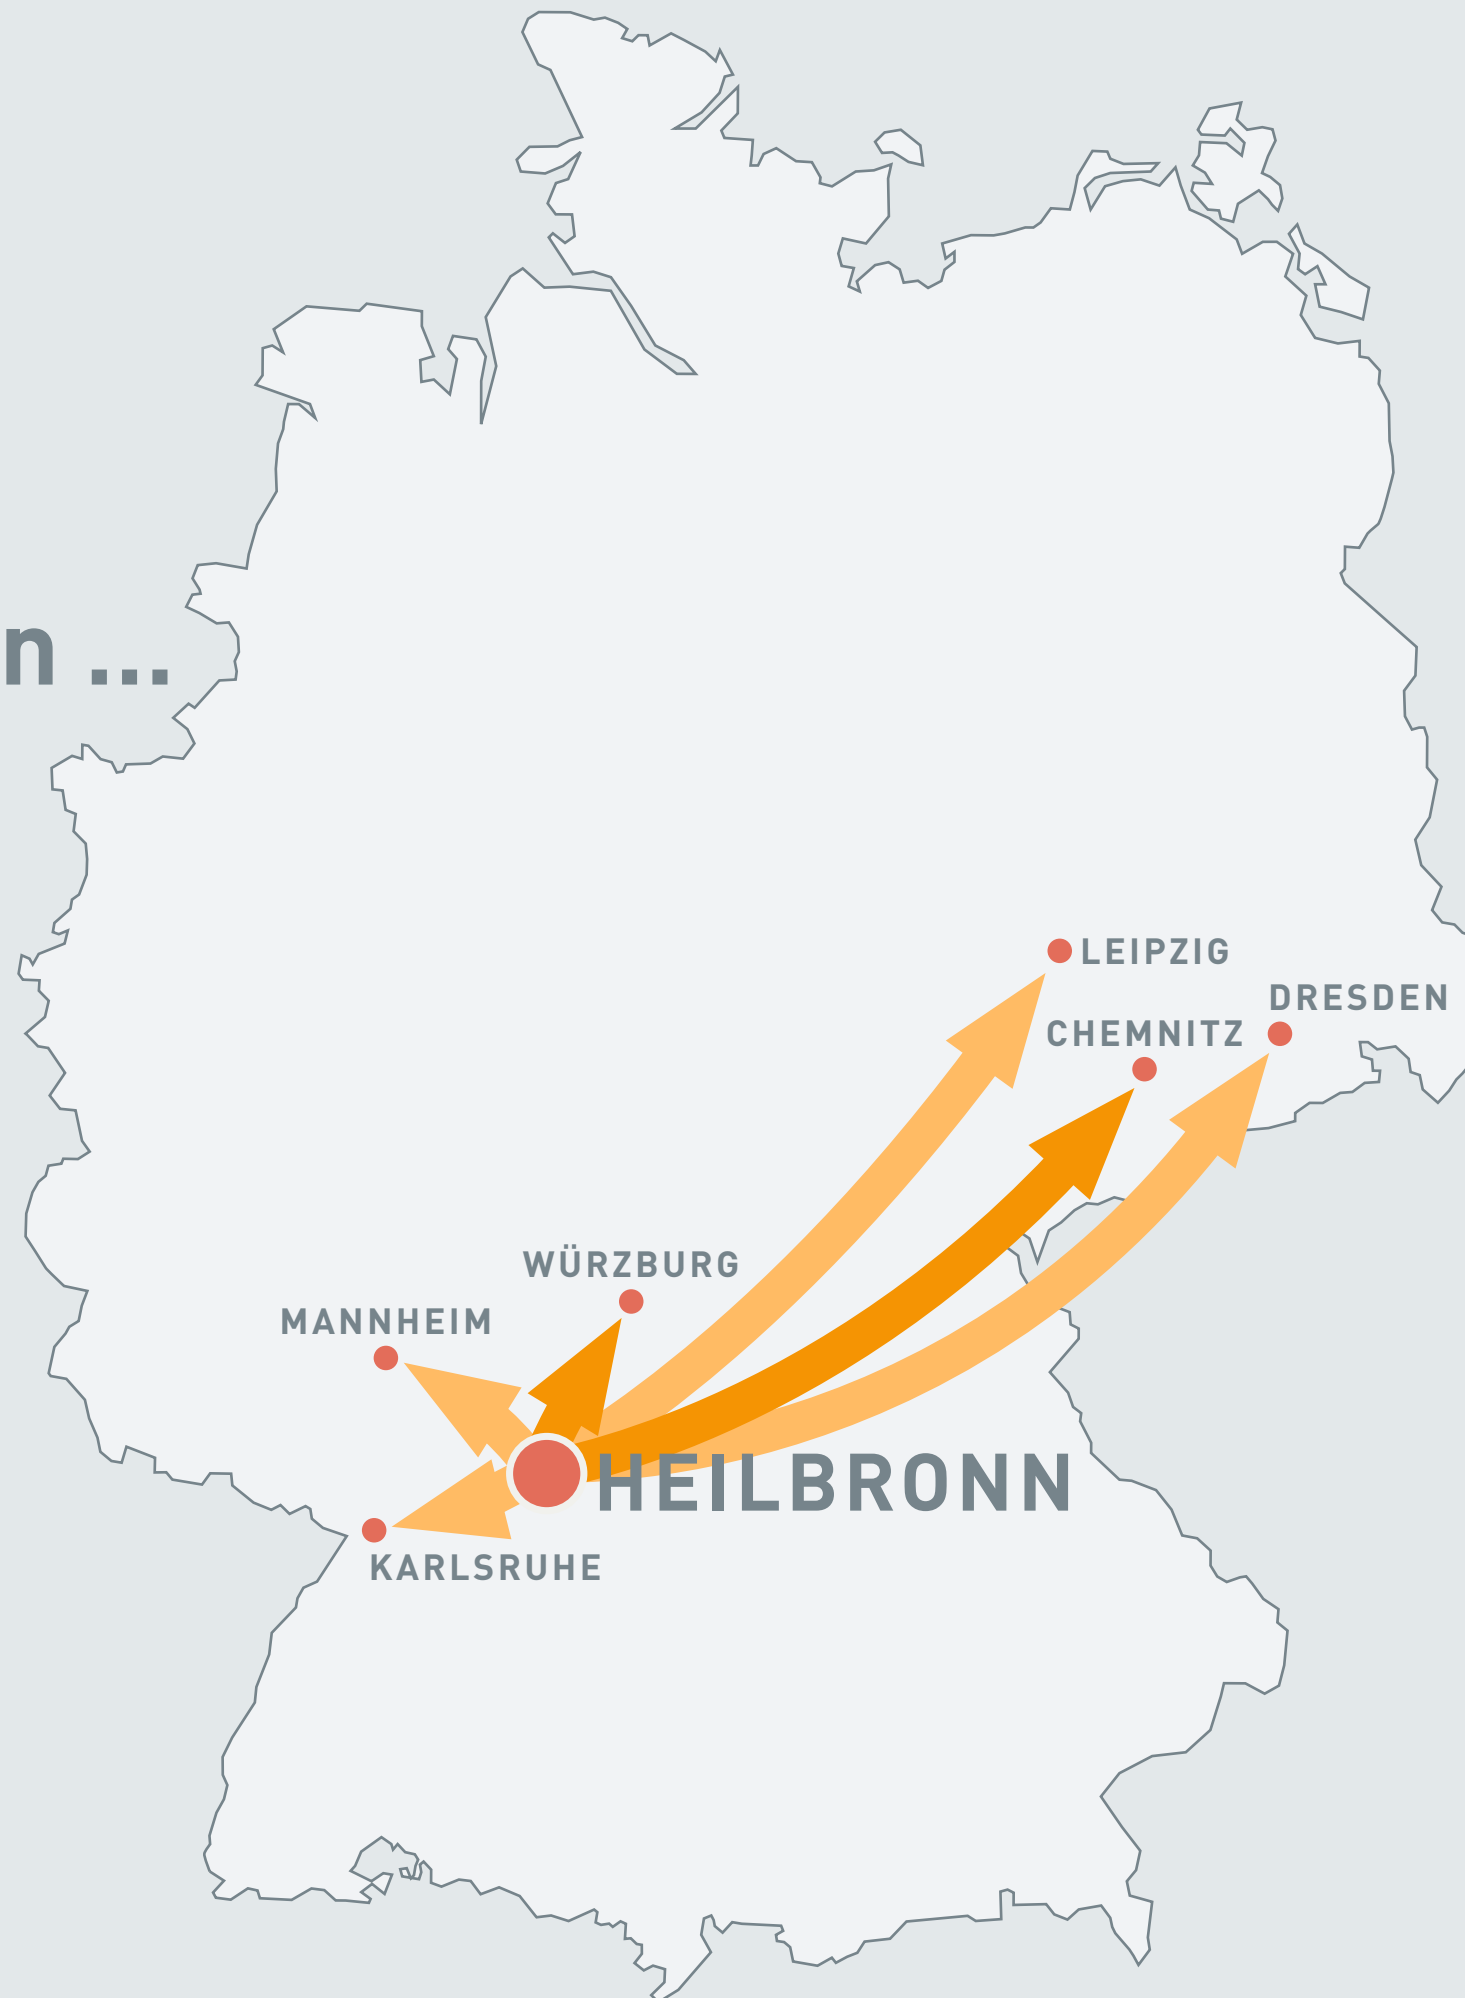 n ...
LEIPZIG
DRESDEN
CHEMNITZ
WÜRZBURG
MANNHEIM
HEILBRONN
KARLSRUHE